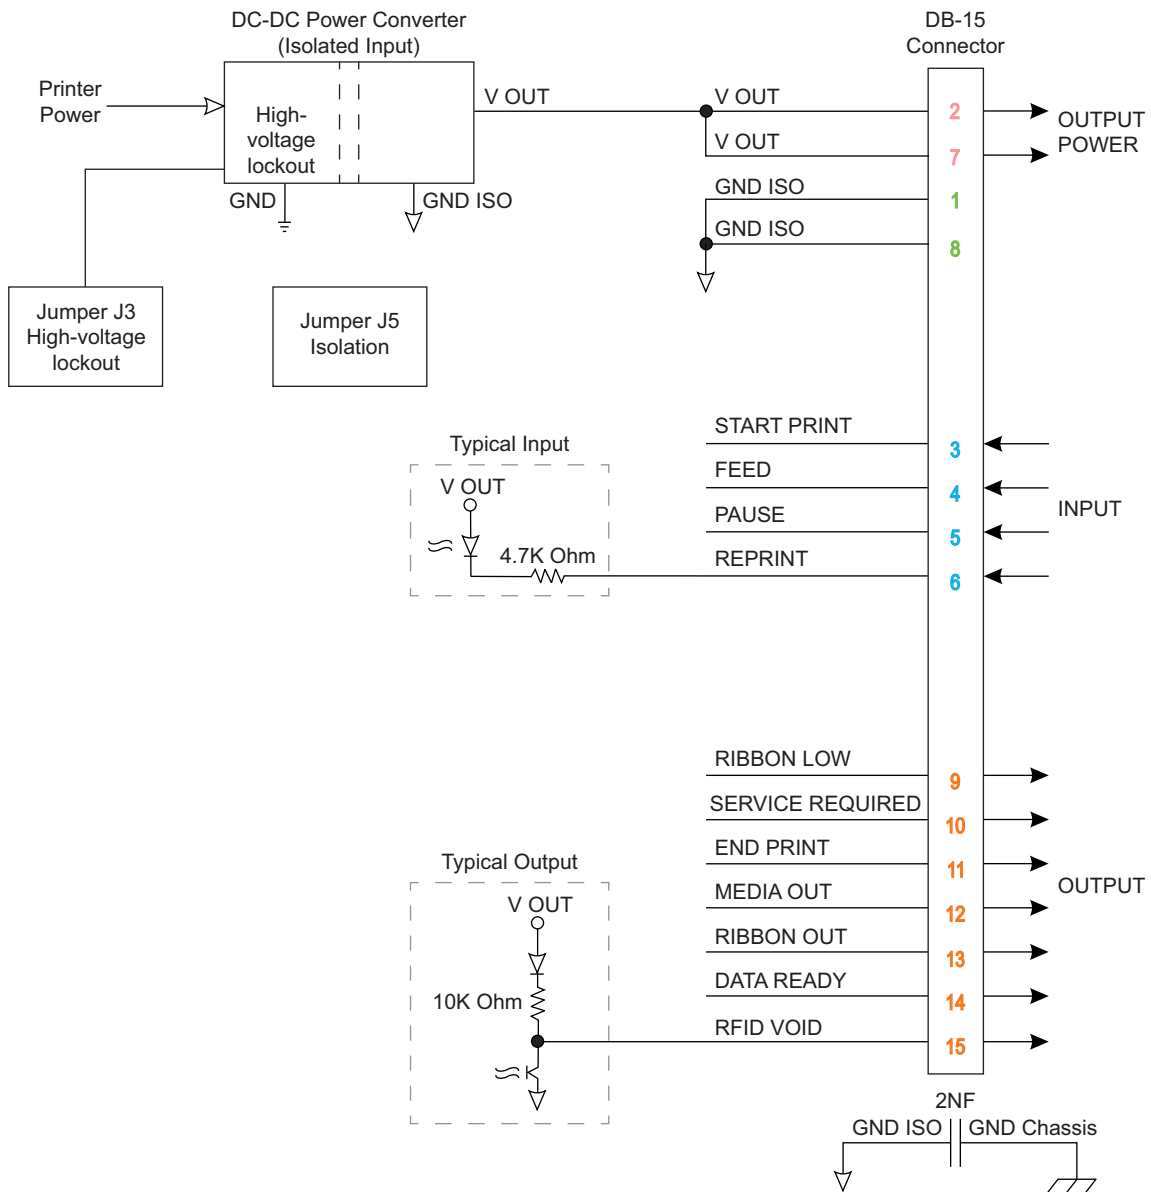 DC-DC Power Converter
(Isolated Input)
DB-15
Connector
Printer
Power
High-
voltage
lockout
V OUT
V OUT
2
OUTPUT
POWER
V OUT
7
GND
GND ISO
GND ISO
1
GND ISO
8
Jumper J3
High-voltage
lockout
Jumper J5
Isolation
Typical Input
V OUT
4.7K Ohm
START PRINT
3
FEED
4
PAUSE
5
REPRINT
6
INPUT
RIBBON LOW
9
SERVICE REQUIRED
10
END PRINT
11
MEDIA OUT
12
RIBBON OUT
13
DATA READY
14
RFID VOID
15
OUTPUT
Typical Output
V OUT
10K Ohm
2NF
GND ISO
GND Chassis